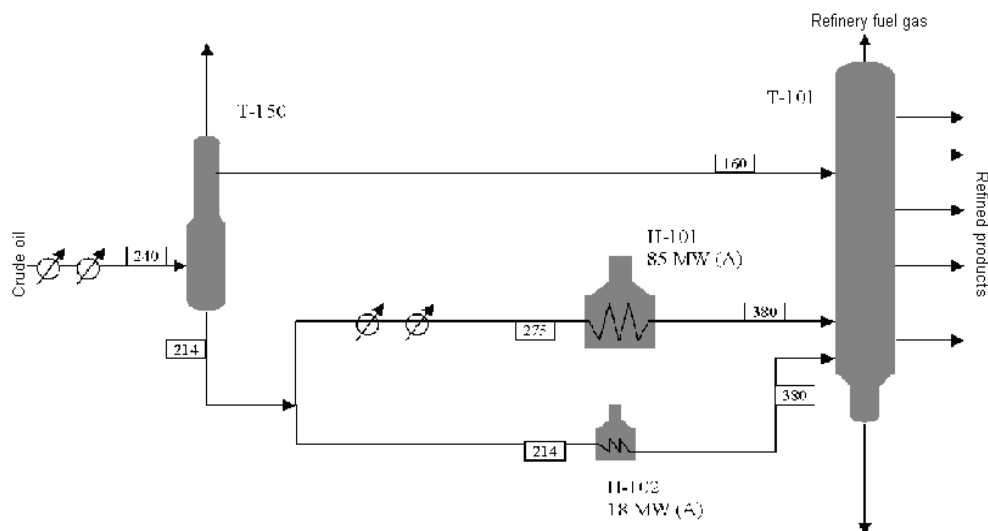 Refinery fuel gas
T-150
T-101
160
Crude oil
240
H-101
85 MW (A)
Refined products
275
380
214
380
214
H-102
18 MW (A)